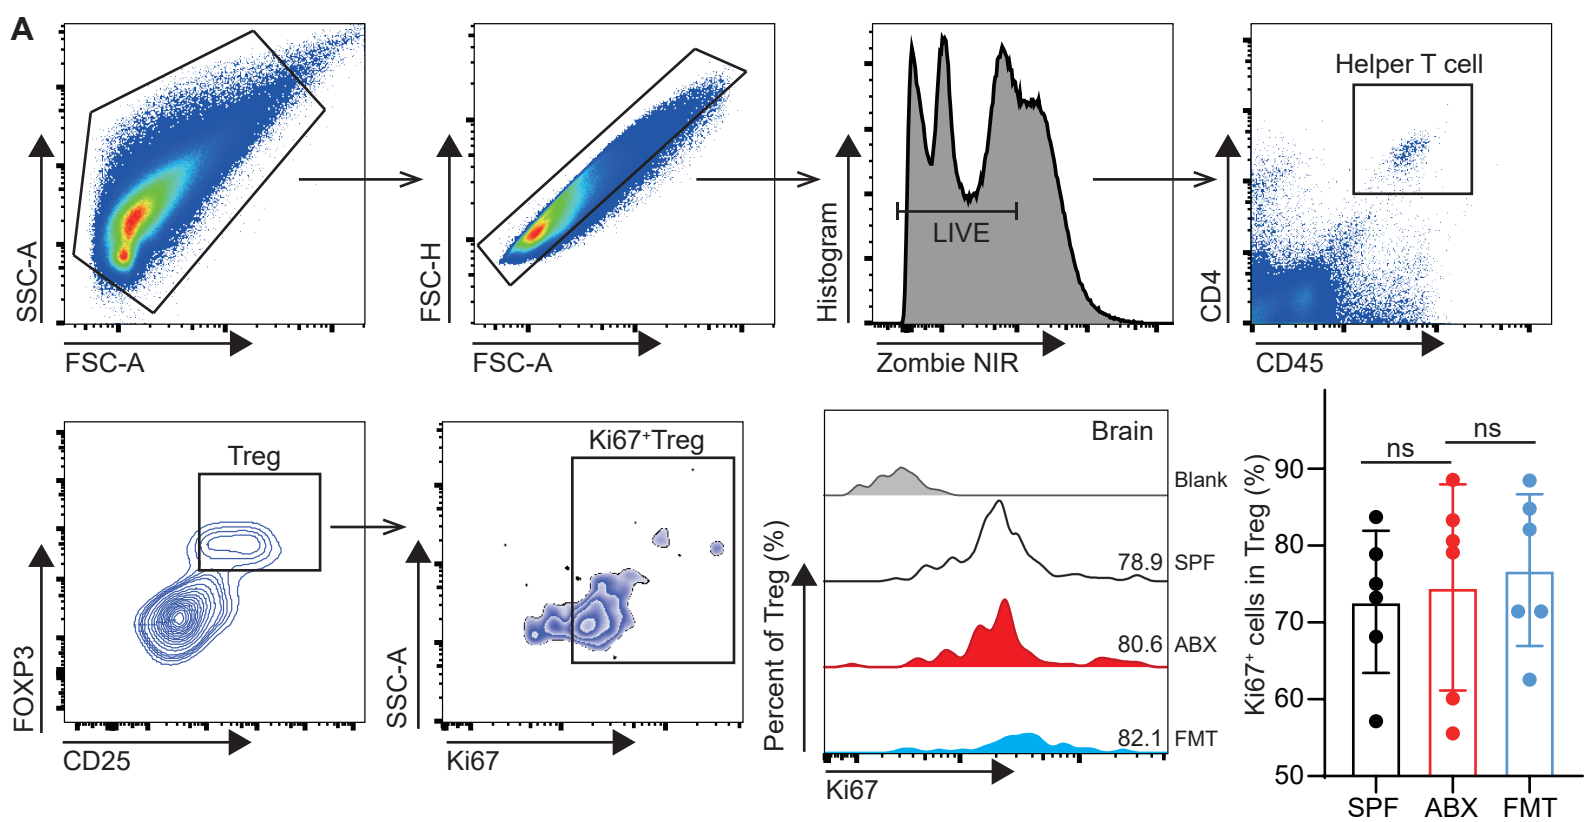 A
SSC-A
FSC-A
FSC-H
FSC-A
Histogram
LIVE
Zombie NIR
Helper T cell
CD4
CD45
Treg
FOXP3
CD25
Ki67⁺Treg
SSC-A
Ki67
Brain
Blank
78.9 SPF
80.6 ABX
82.1 FMT
Percent of Treg (%)
Ki67
Ki67⁺ cells in Treg (%)
ns
ns
90
80
70
60
50
SPF ABX FMT